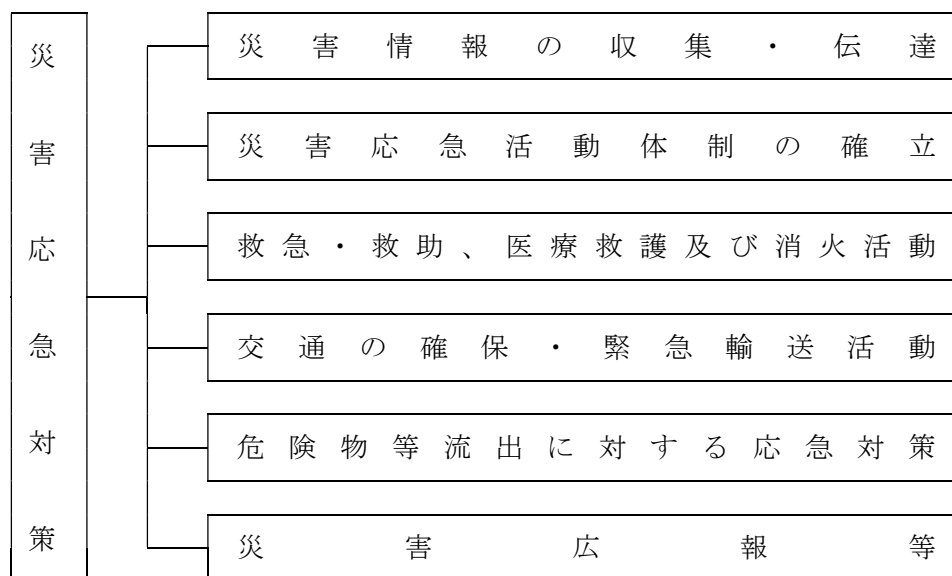 災害応急対策
災害情報の収集・伝達
災害応急活動体制の確立
救急・救助、医療救護及び消火活動
交通の確保・緊急輸送活動
危険物等流出に対する応急対策
災害広報等